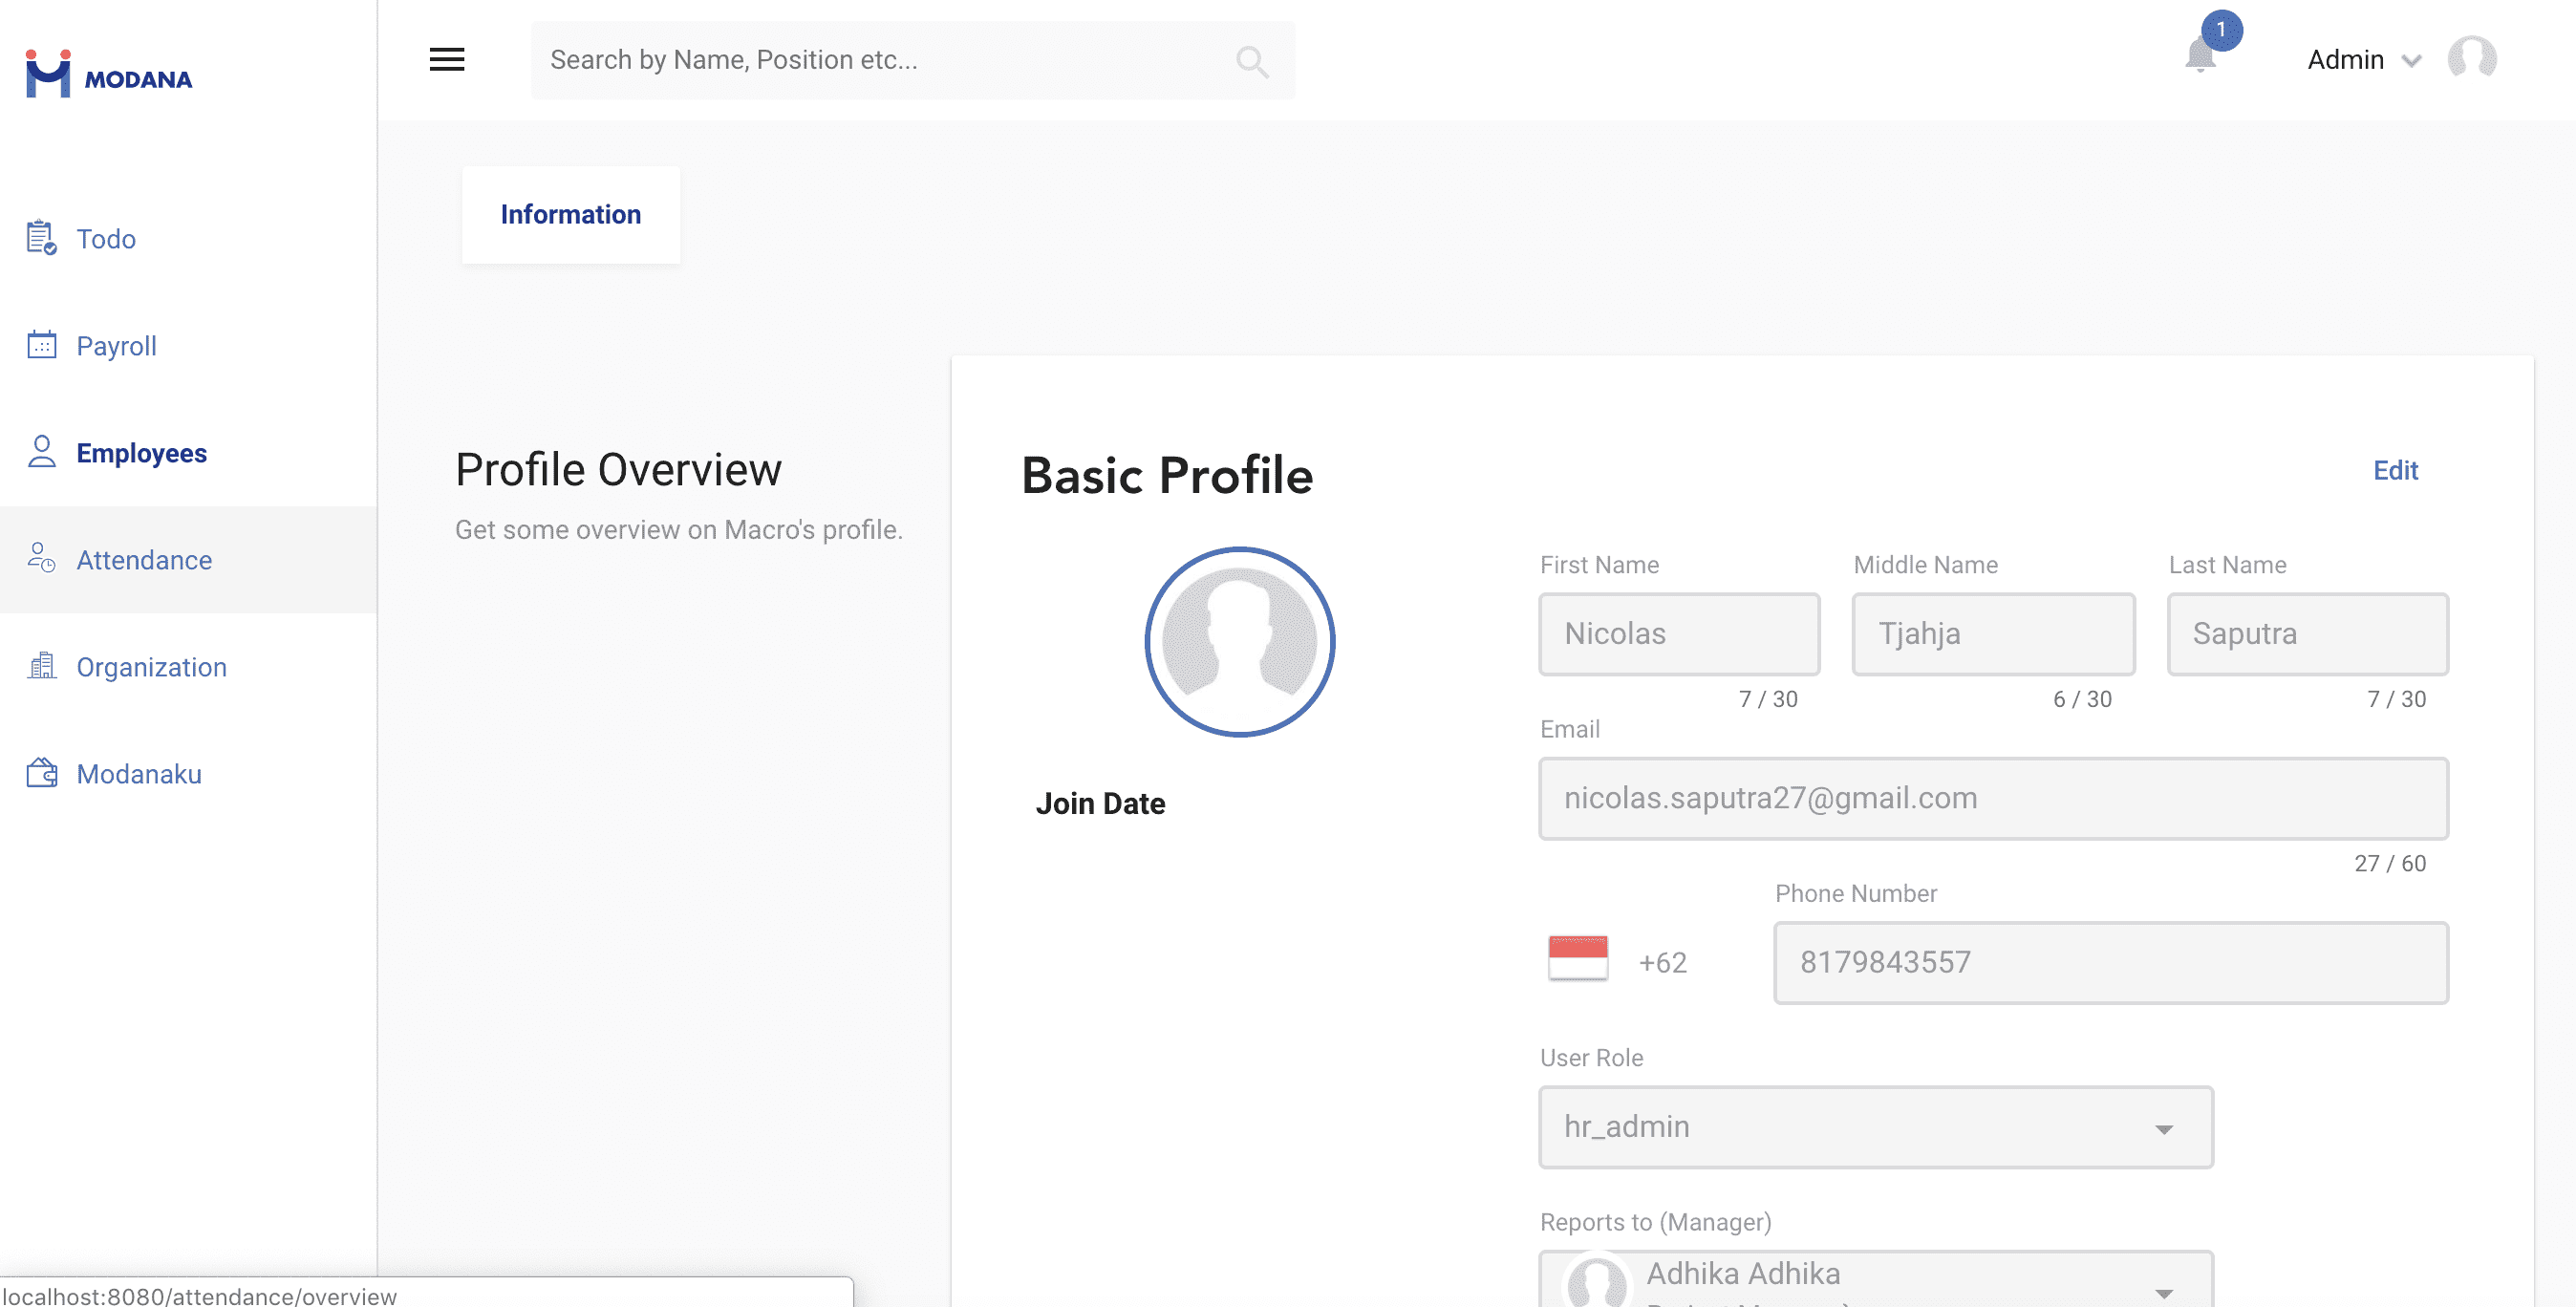 MODANA
Search by Name, Position etc...
1
Admin
Information
Todo
Payroll
Employees
Attendance
Organization
Modanaku
Profile Overview
Get some overview on Macro's profile.
Basic Profile
Edit
Join Date
First Name Middle Name Last Name
Nicolas Tjahja Saputra
7 / 30 6 / 30 7 / 30
Email
nicolas.saputra27@gmail.com
27 / 60
Phone Number
+62 8179843557
User Role
hr_admin
Reports to (Manager)
Adhika Adhika
localhost:8080/attendance/overview